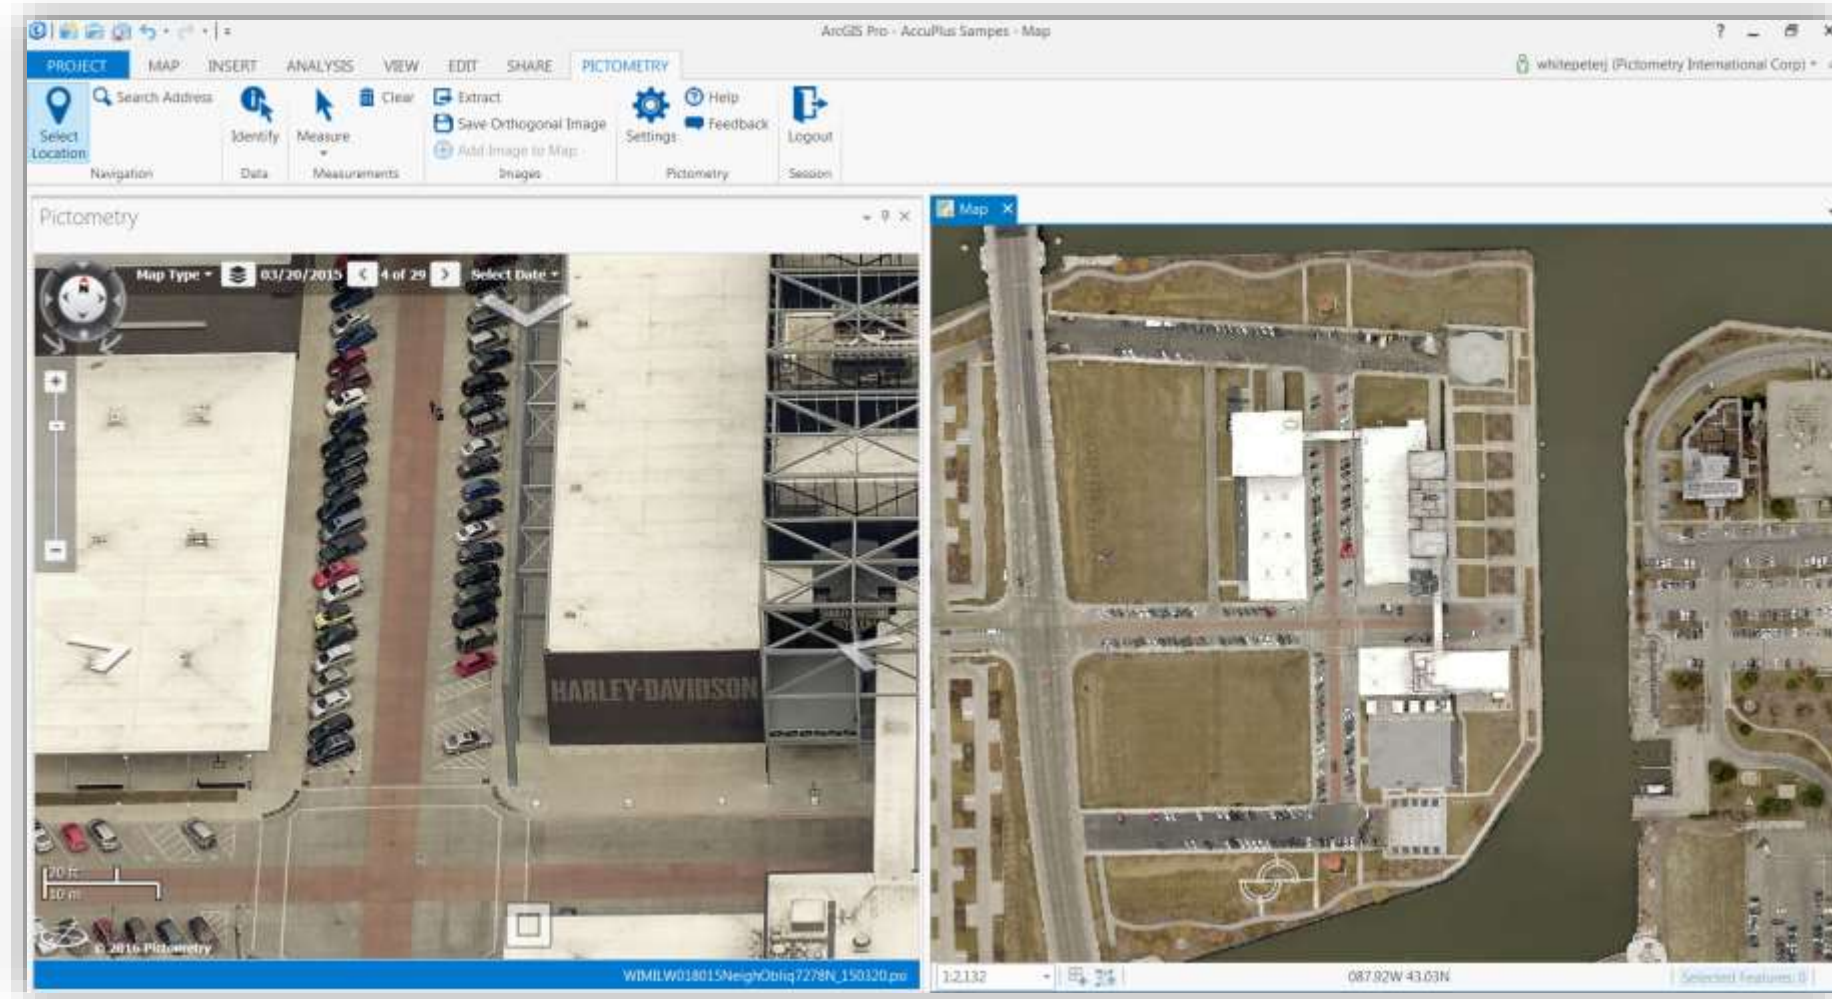 ArcGIS Pro - AccuPlus Sampes - Map
?
PROJECT MAP INSERT ANALYSIS VIEW EDIT SHARE PICTOMETRY
whitepeterj (Pictometry International Corp)
Select Location
Search Address
Navigation
Identify
Data
Measure
Clear
Measurements
Extract
Save Orthogonal Image
Add Image to Map
Images
Settings
Help
Feedback
Pictometry
Logout
Session
Pictometry
Map
Map Type 03/20/2015 4 of 29 Select Date
N
HARLEY-DAVIDSON
20 ft
10 m
© 2016 Pictometry
WIMILW018015NeighObliq7278N_150320.psi
1:2,132
087.92W 43.03N
Selected Features: 0